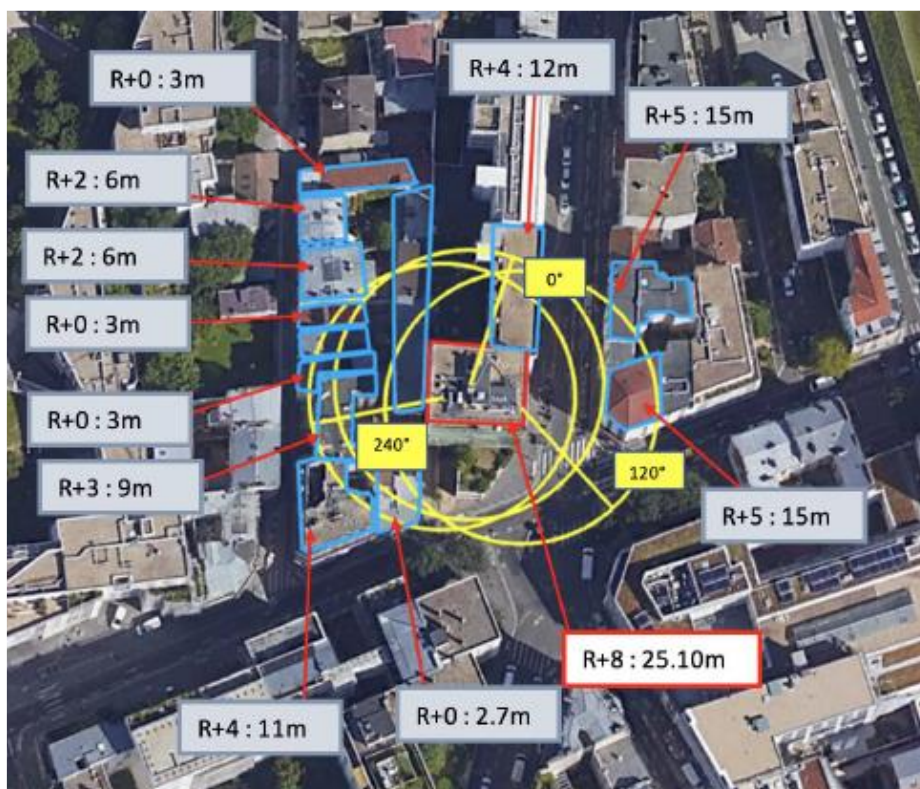 R+0 : 3m
R+4 : 12m
R+5 : 15m
R+2 : 6m
R+2 : 6m
0°
R+0 : 3m
R+0 : 3m
240°
120°
R+3 : 9m
R+5 : 15m
R+8 : 25.10m
R+4 : 11m
R+0 : 2.7m